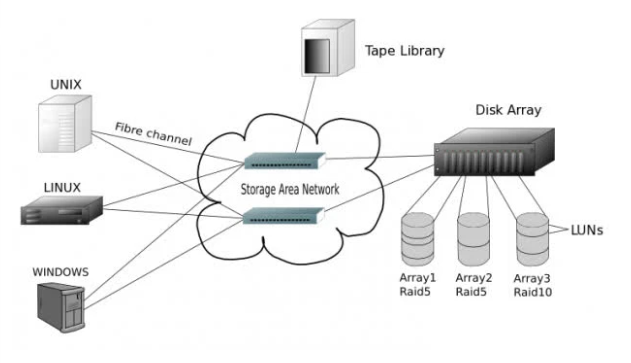 Tape Library
UNIX
Disk Array
Fibre channel
LINUX
Storage Area Network
LUNs
WINDOWS
Array1
Raid5
Array2
Raid5
Array3
Raid10